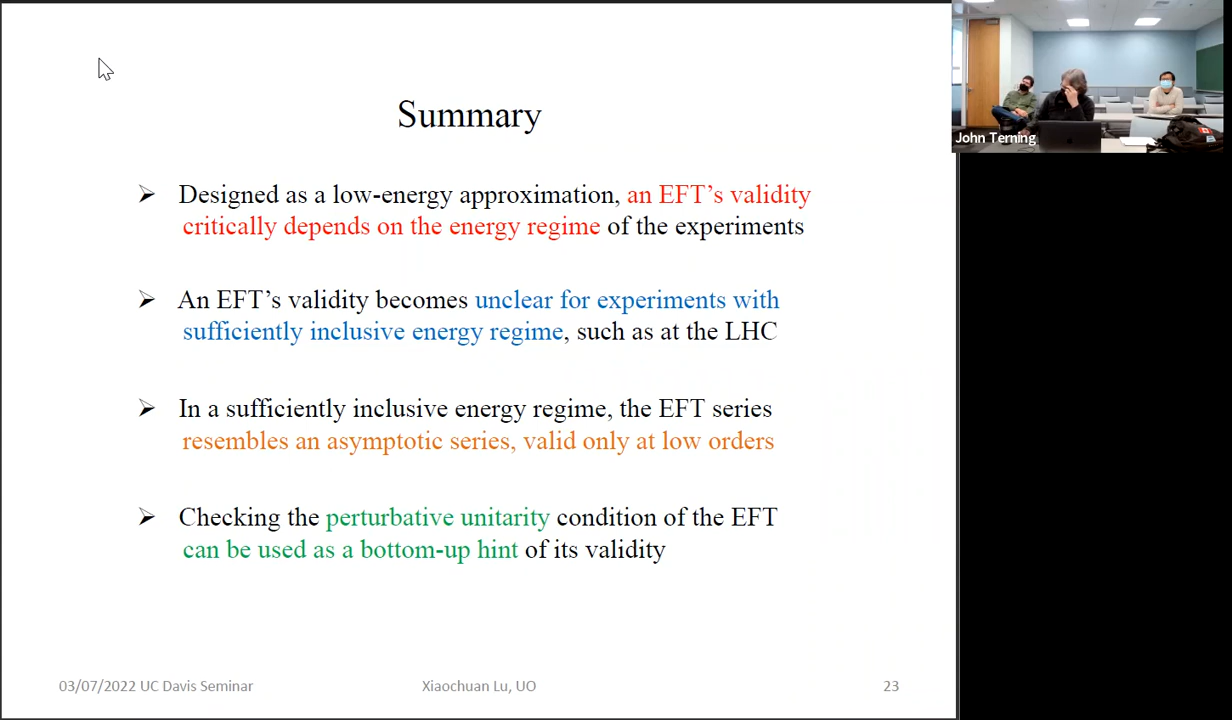 Summary
➢ Designed as a low-energy approximation, an EFT’s validity
critically depends on the energy regime of the experiments
➢ An EFT’s validity becomes unclear for experiments with
sufficiently inclusive energy regime, such as at the LHC
➢ In a sufficiently inclusive energy regime, the EFT series
resembles an asymptotic series, valid only at low orders
➢ Checking the perturbative unitarity condition of the EFT
can be used as a bottom-up hint of its validity
03/07/2022 UC Davis Seminar
Xiaochuan Lu, UO
23
John Terning